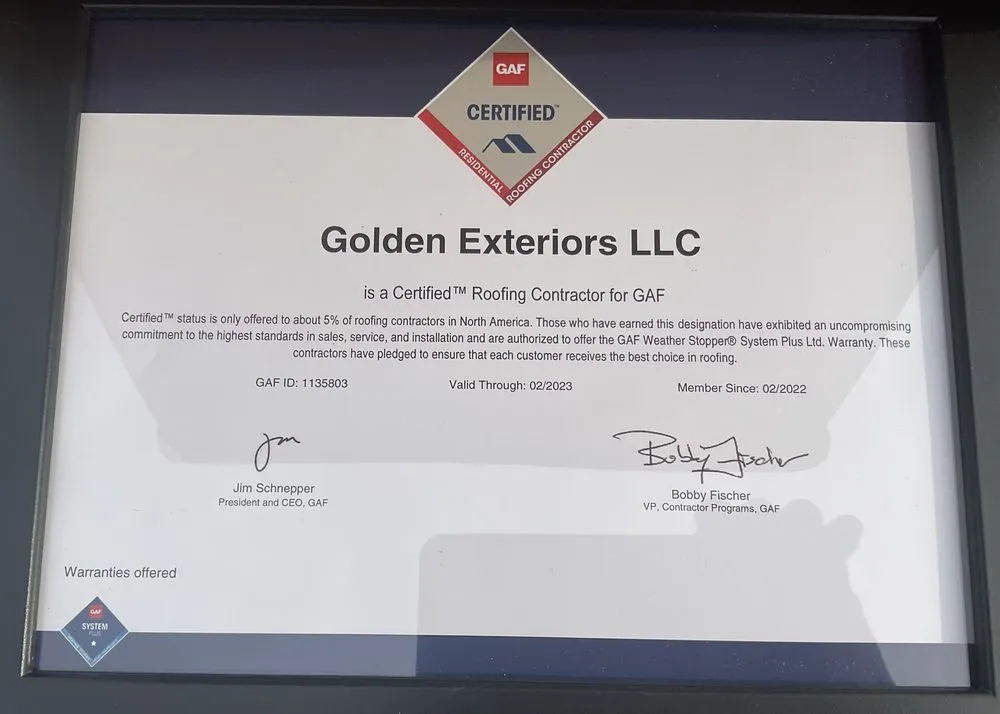 GAF
CERTIFIED™
RESIDENTIAL ROOFING CONTRACTOR
Golden Exteriors LLC
is a Certified™ Roofing Contractor for GAF
Certified™ status is only offered to about 5% of roofing contractors in North America. Those who have earned this designation have exhibited an uncompromising
commitment to the highest standards in sales, service, and installation and are authorized to offer the GAF Weather Stopper® System Plus Ltd. Warranty. These
contractors have pledged to ensure that each customer receives the best choice in roofing.
GAF ID: 1135803 Valid Through: 02/2023 Member Since: 02/2022
Jim Bobby Fischer
Jim Schnepper Bobby Fischer
President and CEO, GAF VP, Contractor Programs, GAF
Warranties offered
GAF
SYSTEM
PLUS